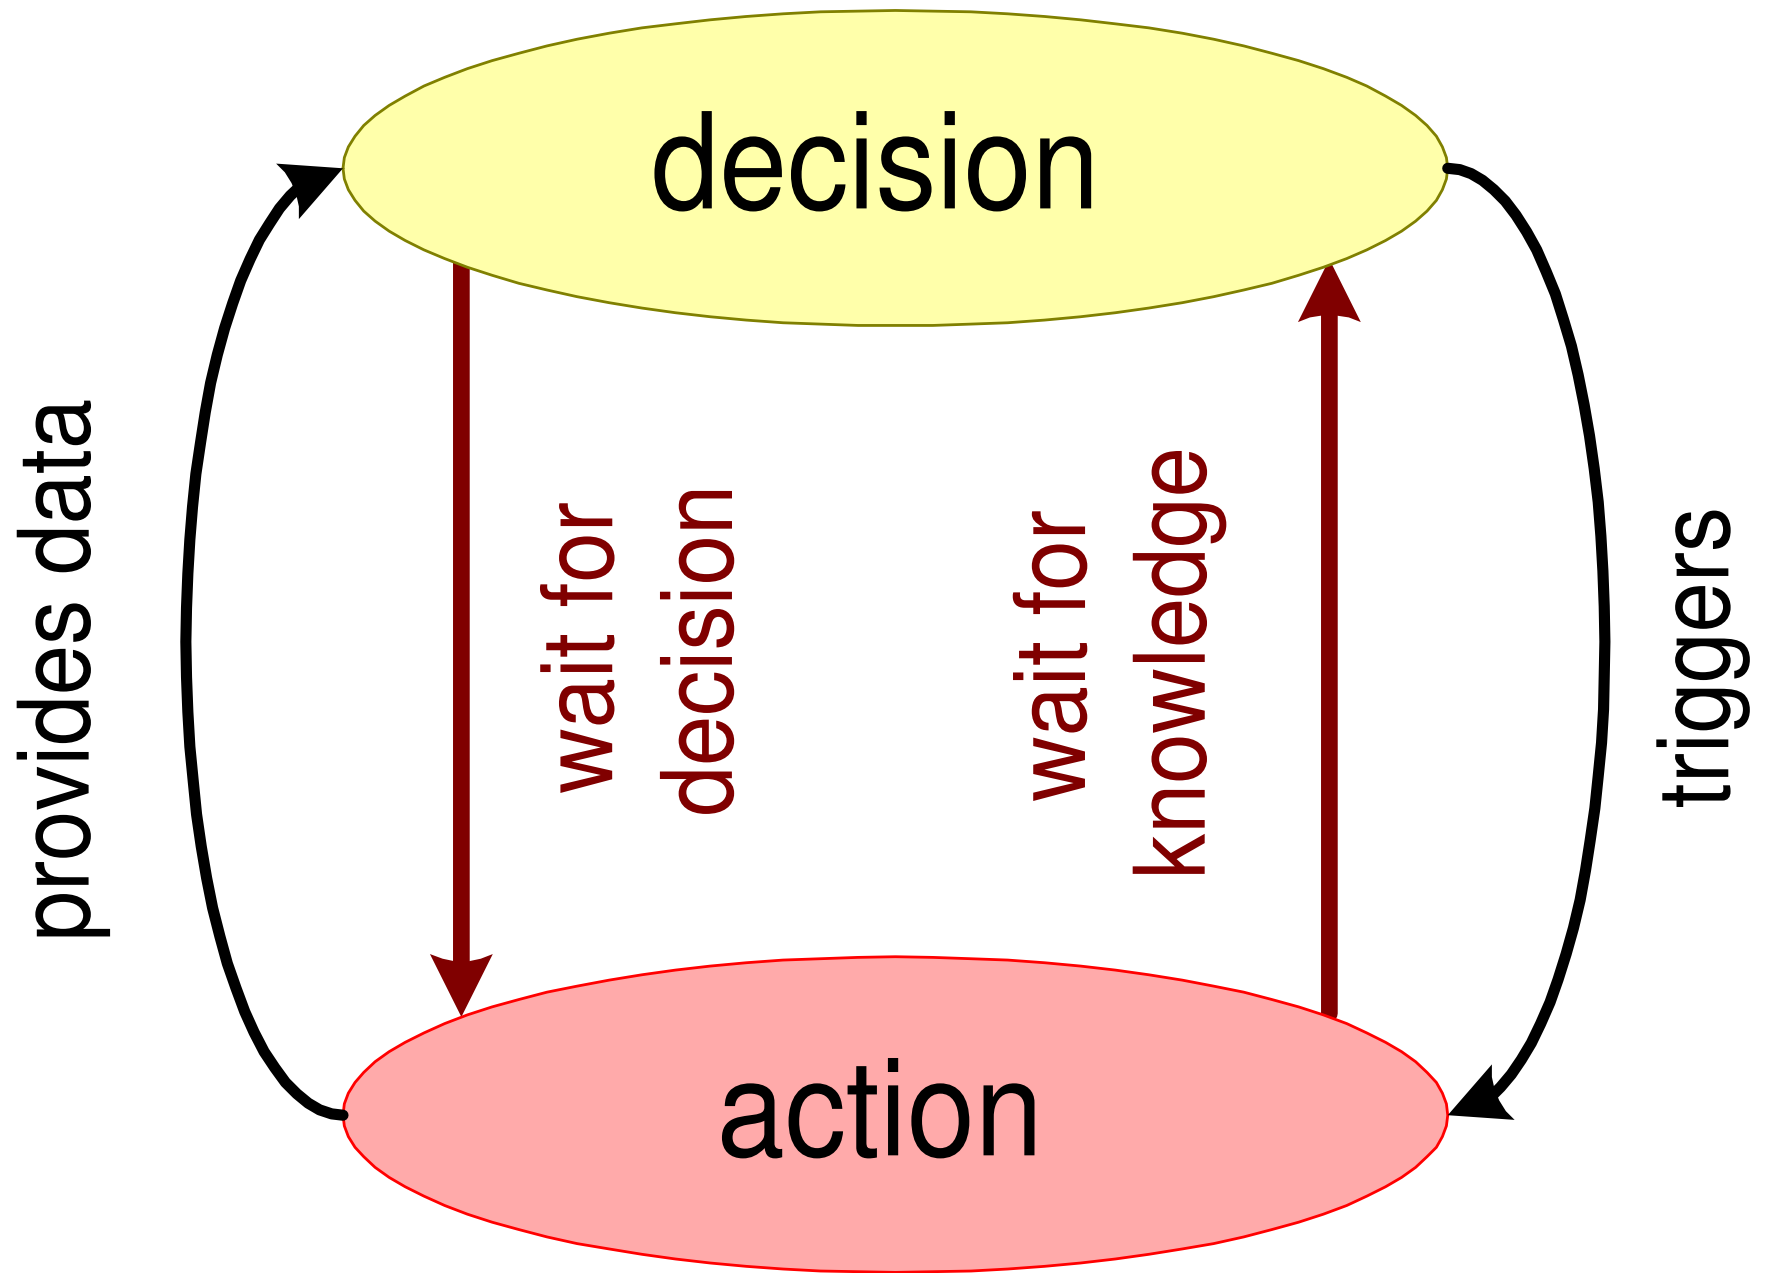 decision
provides data
wait for
decision
wait for
knowledge
triggers
action